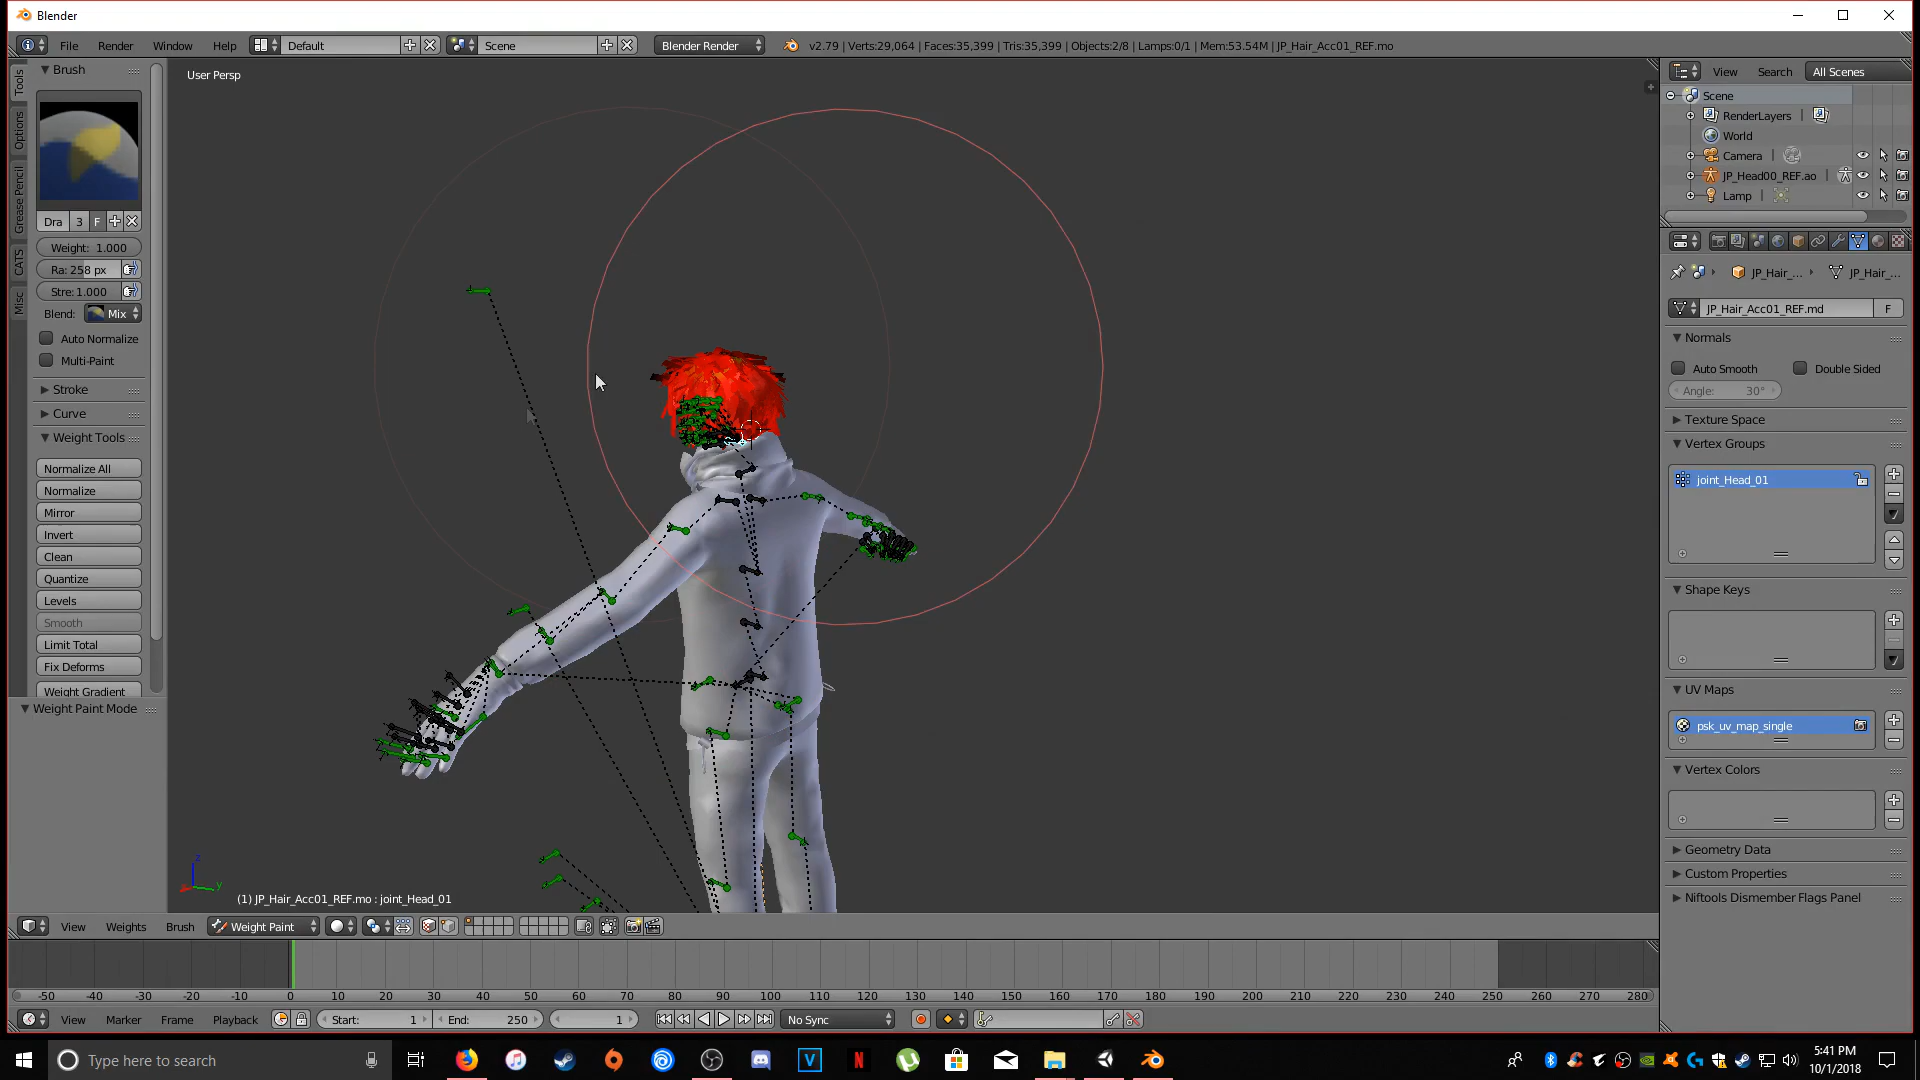 Blender
File Render Window Help Default Scene Blender Render v2.79 | Verts:29,064 | Faces:35,399 | Tris:35,399 | Objects:2/8 | Lamps:0/1 | Mem:53.54M | JP_Hair_Acc01_REF.mo
Tools
Options
Grease Pencil
CATS
Misc
Brush
Dra 3 F
Weight: 1.000
Ra: 258 px
Stre: 1.000
Blend: Mix
Auto Normalize
Multi-Paint
Stroke
Curve
Weight Tools
Normalize All
Normalize
Mirror
Invert
Clean
Quantize
Levels
Smooth
Limit Total
Fix Deforms
Weight Gradient
Weight Paint Mode
User Persp
z
y
(1) JP_Hair_Acc01_REF.mo : joint_Head_01
View Search All Scenes
Scene
RenderLayers
World
Camera
JP_Head00_REF.ao
Lamp
JP_Hair_... JP_Hair_...
JP_Hair_Acc01_REF.md F
Normals
Auto Smooth Double Sided
Angle: 30°
Texture Space
Vertex Groups
joint_Head_01
Shape Keys
UV Maps
psk_uv_map_single
Vertex Colors
Geometry Data
Custom Properties
Niftools Dismember Flags Panel
View Weights Brush Weight Paint
-50 -40 -30 -20 -10 0 10 20 30 40 50 60 70 80 90 100 110 120 130 140 150 160 170 180 190 200 210 220 230 240 250 260 270 280
View Marker Frame Playback Start: 1 End: 250 1 No Sync
Type here to search
5:41 PM
10/1/2018